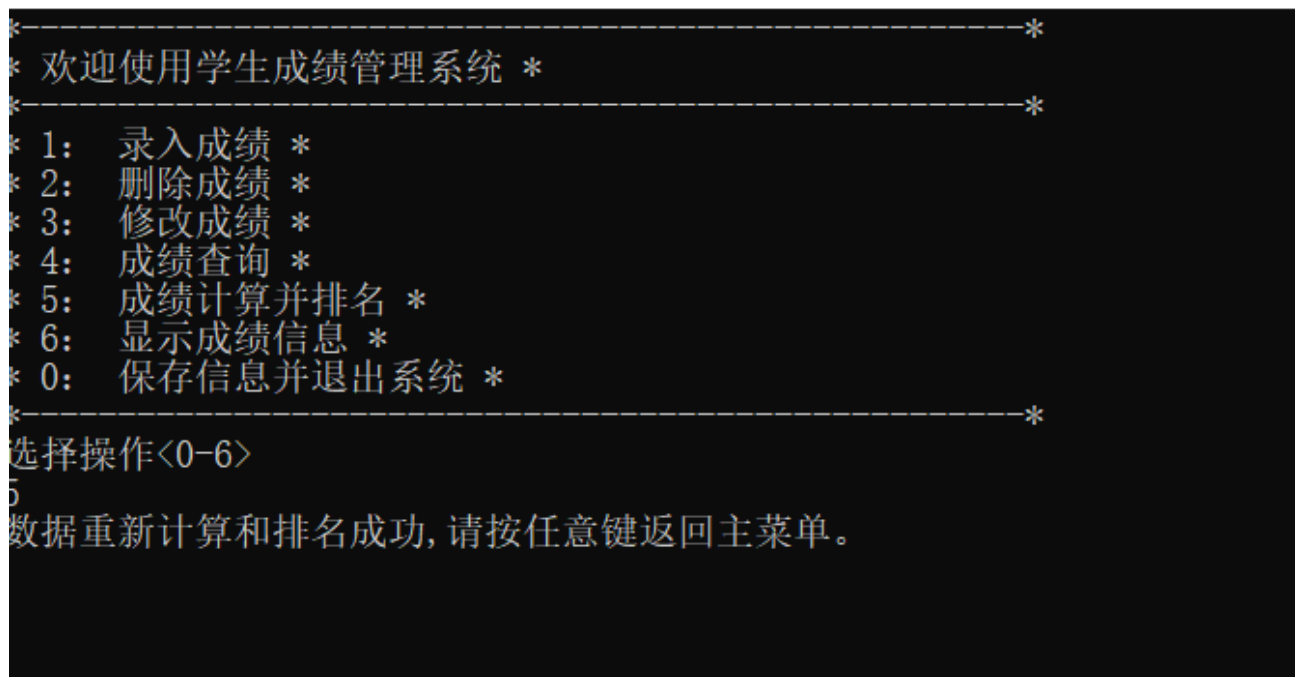 *----------------------------------------------------*
* 欢迎使用学生成绩管理系统 *
*----------------------------------------------------*
* 1： 录入成绩 *
* 2： 删除成绩 *
* 3： 修改成绩 *
* 4： 成绩查询 *
* 5： 成绩计算并排名 *
* 6： 显示成绩信息 *
* 0： 保存信息并退出系统 *
*----------------------------------------------------*
选择操作<0-6>
5
数据重新计算和排名成功,请按任意键返回主菜单。